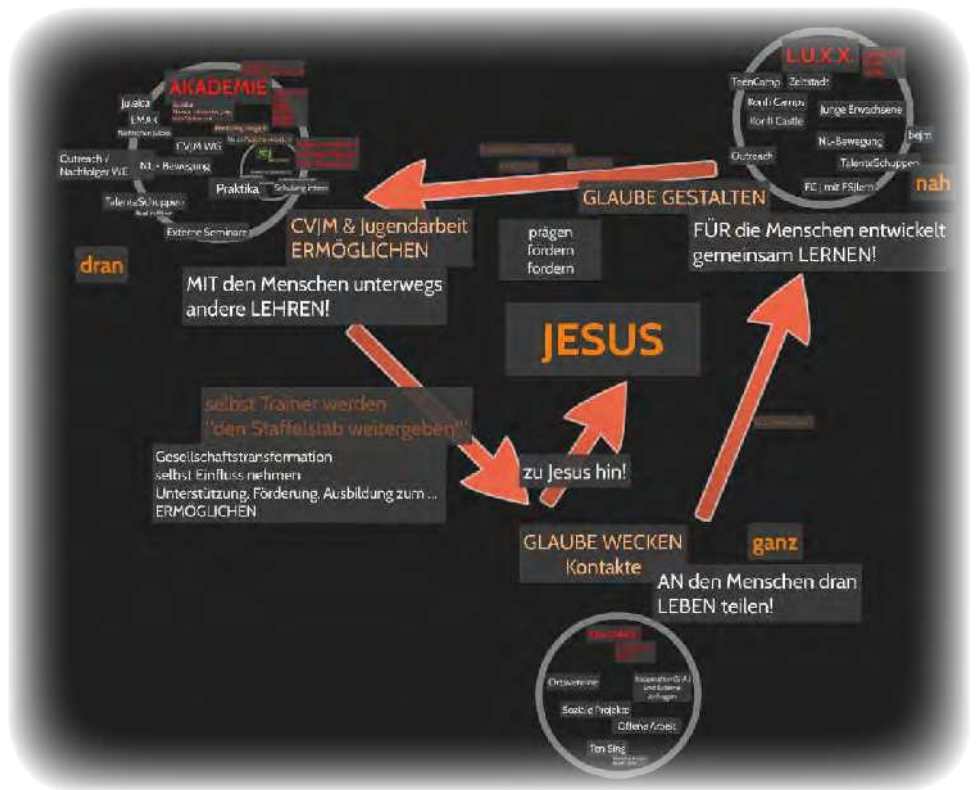 AKADEMIE
Juleica
EMAK
CVJM WG
Outreach /
Nachfolger WE
NL - Bewegung
Praktika
Schulung intern
TalenteSchuppen
Externe Seminare
dran
CVJM & Jugendarbeit
ERMÖGLICHEN
MIT den Menschen unterwegs
andere LEHREN!
L.U.X.X.
TeenCamp
Zeltstadt
Konfi Camps
Konfi Castle
Junge Erwachsene
NL-Bewegung
Outreach
TalenteSchuppen
nah
GLAUBE GESTALTEN
FÜR die Menschen entwickelt
gemeinsam LERNEN!
prägen
fördern
fordern
JESUS
selbst Trainer werden
"den Staffelstab weitergeben"
Gesellschaftstransformation
selbst Einfluss nehmen
Unterstützung, Förderung, Ausbildung zum ...
ERMÖGLICHEN
zu Jesus hin!
GLAUBE WECKEN
Kontakte
ganz
AN den Menschen dran
LEBEN teilen!
Ortsvereine
Soziale Projekte
Offene Arbeit
Ten Sing